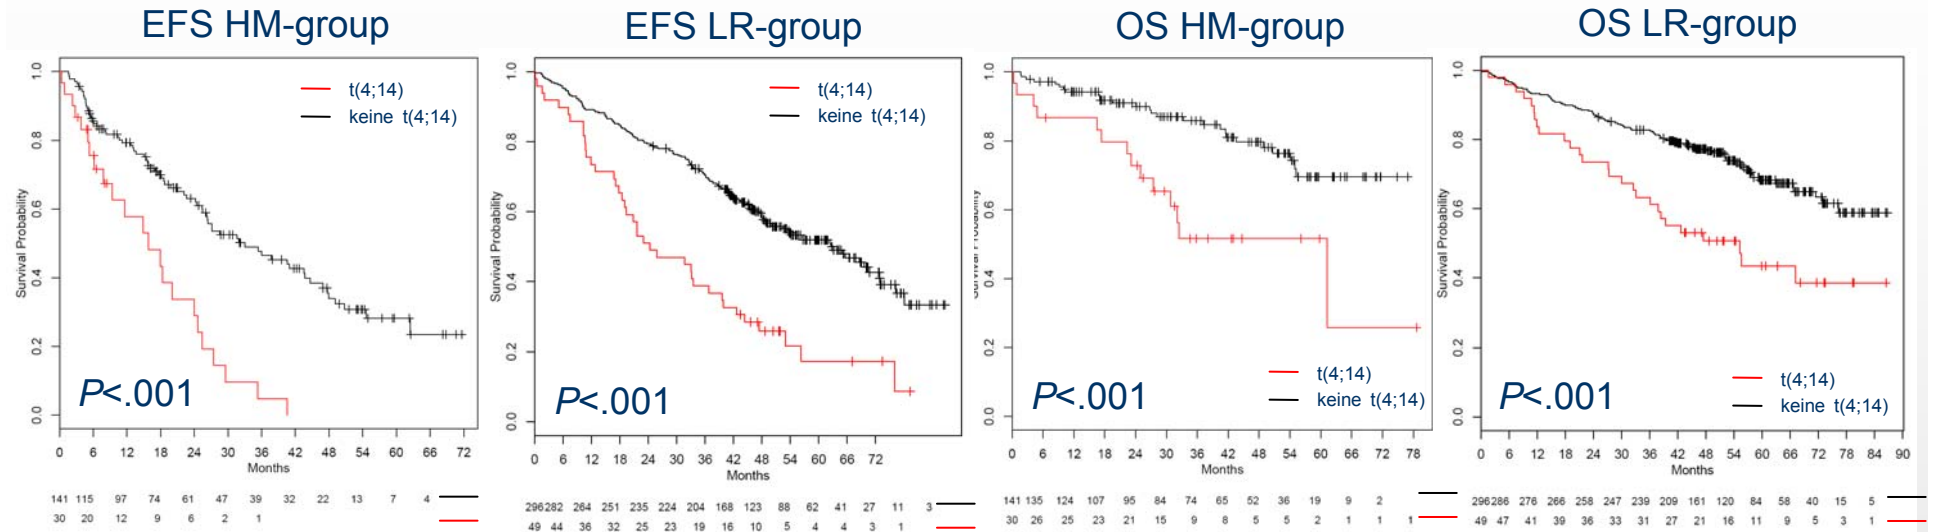 EFS HM-group
t(4;14)
keine t(4;14)
Survival Probability
1.0
0.8
0.6
0.4
0.2
0.0
P<.001
0 6 12 18 24 30 36 42 48 54 60 66 72
Months
141 115 97 74 61 47 39 32 22 13 7 4
30 20 12 9 6 2 1
EFS LR-group
t(4;14)
keine t(4;14)
Survival Probability
1.0
0.8
0.6
0.4
0.2
0.0
P<.001
0 6 12 18 24 30 36 42 48 54 60 66 72
Months
296 282 264 251 235 224 204 168 123 88 62 41 27 11 3
49 44 36 32 25 23 19 16 10 5 4 4 3 1
OS HM-group
Survival Probability
1.0
0.8
0.6
0.4
0.2
0.0
P<.001
t(4;14)
keine t(4;14)
0 6 12 18 24 30 36 42 48 54 60 66 72 78
Months
141 135 124 107 95 84 74 65 52 36 19 9 2
30 26 25 23 21 15 9 8 5 5 2 1 1 1
OS LR-group
Survival Probability
1.0
0.8
0.6
0.4
0.2
0.0
P<.001
t(4;14)
keine t(4;14)
0 6 12 18 24 30 36 42 48 54 60 66 72 78 84 90
Months
296 286 276 266 258 247 239 209 161 120 84 58 40 15 5
49 47 41 39 36 33 31 27 21 16 11 9 5 3 1